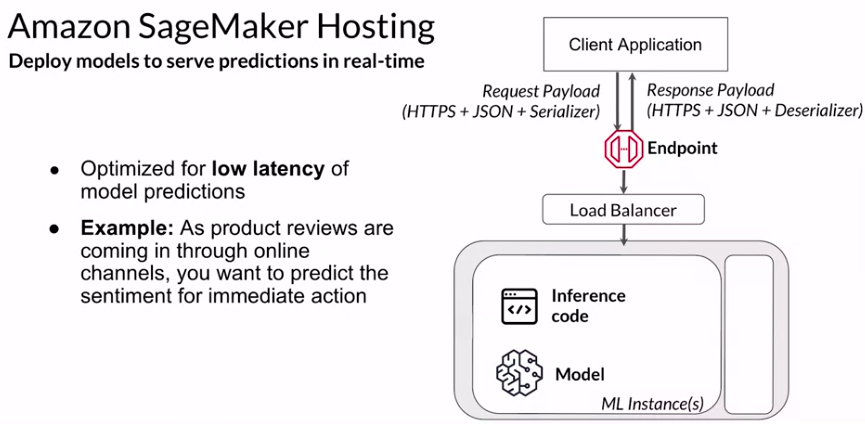 Amazon SageMaker Hosting
Deploy models to serve predictions in real-time
● Optimized for low latency of
model predictions
● Example: As product reviews are
coming in through online
channels, you want to predict the
sentiment for immediate action
Client Application
Request Payload
(HTTPS + JSON + Serializer)
Response Payload
(HTTPS + JSON + Deserializer)
Endpoint
Load Balancer
</>
Inference
code
Model
ML Instance(s)